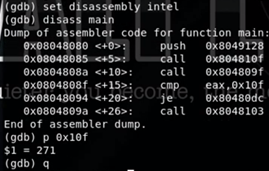 (gdb) set disassembly intel
(gdb) disass main
Dump of assembler code for function main:
0x08048080 <+0>: push 0x8049128
0x08048085 <+5>: call 0x804810f
0x0804808a <+10>: call 0x804809f
0x0804808f <+15>: cmp eax,0x10f
0x08048094 <+20>: je 0x80480dc
0x0804809a <+26>: call 0x8048103
End of assembler dump.
(gdb) p 0x10f
$1 = 271
(gdb) q